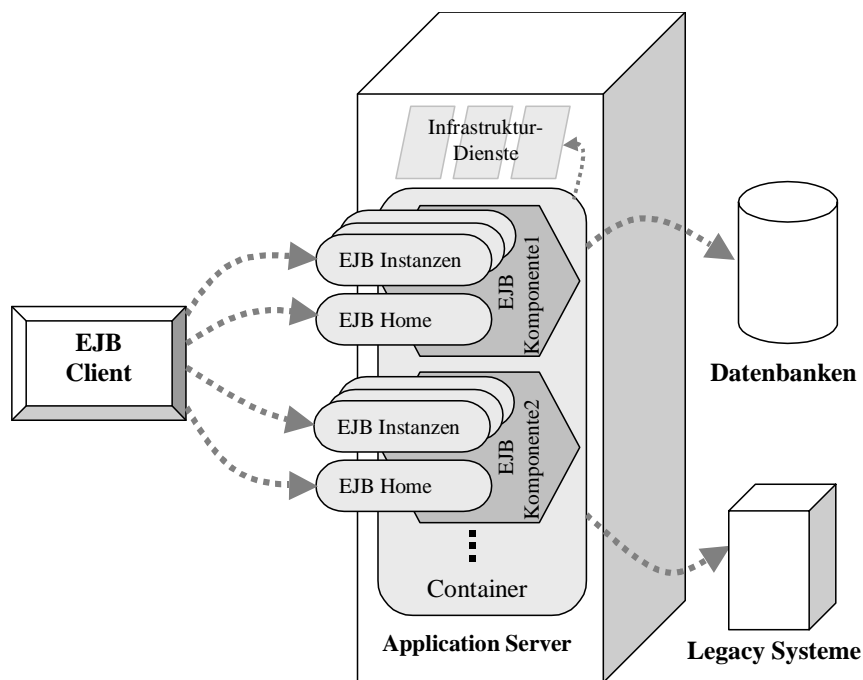 Infrastruktur-
Dienste
EJB Instanzen
EJB Home
EJB
Komponente1
EJB
Client
Datenbanken
EJB Instanzen
EJB Home
EJB
Komponente2
Container
Application Server
Legacy Systeme